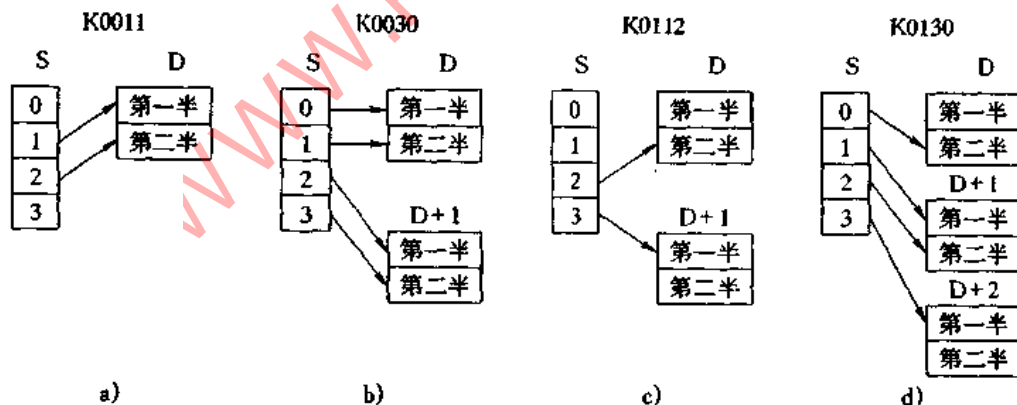 K0011
S D
0
1
2
3
第一半
第二半
a)
K0030
S D
0
1
2
3
第一半
第二半
D+1
第一半
第二半
b)
K0112
S D
0
1
2
3
第一半
第二半
D+1
第一半
第二半
c)
K0130
S D
0
1
2
3
第一半
第二半
D+1
第一半
第二半
D+2
第一半
第二半
d)
www.